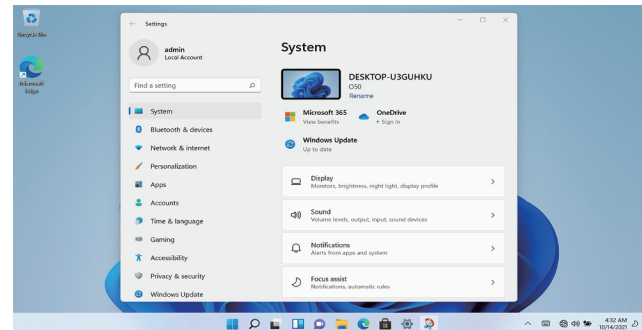 Recycle Bin
Microsoft
Edge
Settings
admin
Local Account
Find a setting
System
Bluetooth & devices
Network & internet
Personalization
Apps
Accounts
Time & language
Gaming
Accessibility
Privacy & security
Windows Update
System
DESKTOP-U3GUHKU
O50
Rename
Microsoft 365
View benefits
OneDrive
• Sign in
Windows Update
Up to date
Display
Monitors, brightness, night light, display profile
Sound
Volume levels, output, input, sound devices
Notifications
Alerts from apps and system
Focus assist
Notifications, automatic rules
4:32 AM
10/14/2021